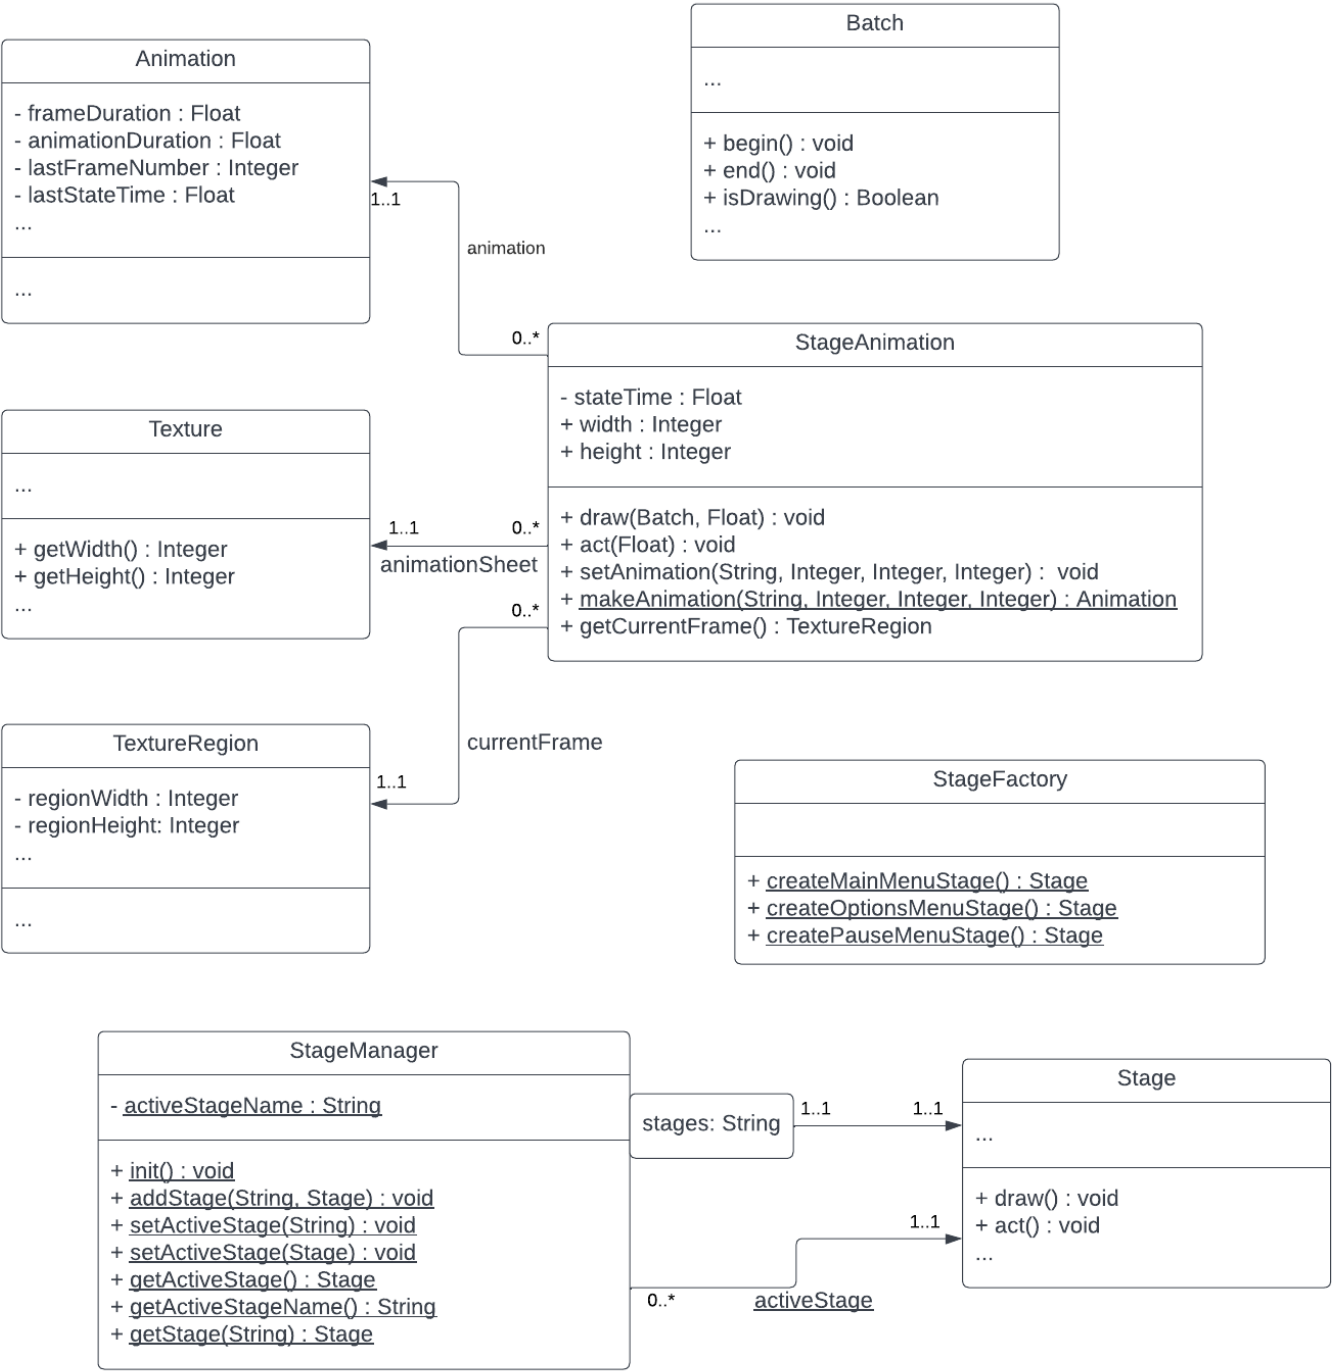 Batch
...
+ begin() : void
+ end() : void
+ isDrawing() : Boolean
...
Animation
- frameDuration : Float
- animationDuration : Float
- lastFrameNumber : Integer
- lastStateTime : Float
...
...
1..1
animation
0..*
StageAnimation
- stateTime : Float
+ width : Integer
+ height : Integer
+ draw(Batch, Float) : void
+ act(Float) : void
+ setAnimation(String, Integer, Integer, Integer) :  void
+ makeAnimation(String, Integer, Integer, Integer) : Animation
+ getCurrentFrame() : TextureRegion
Texture
...
+ getWidth() : Integer
+ getHeight() : Integer
...
1..1
0..*
animationSheet
0..*
currentFrame
1..1
TextureRegion
- regionWidth : Integer
- regionHeight: Integer
...
...
StageFactory
+ createMainMenuStage() : Stage
+ createOptionsMenuStage() : Stage
+ createPauseMenuStage() : Stage
StageManager
- activeStageName : String
+ init() : void
+ addStage(String, Stage) : void
+ setActiveStage(String) : void
+ setActiveStage(Stage) : void
+ getActiveStage() : Stage
+ getActiveStageName() : String
+ getStage(String) : Stage
stages: String
1..1
1..1
1..1
0..*
activeStage
Stage
...
+ draw() : void
+ act() : void
...